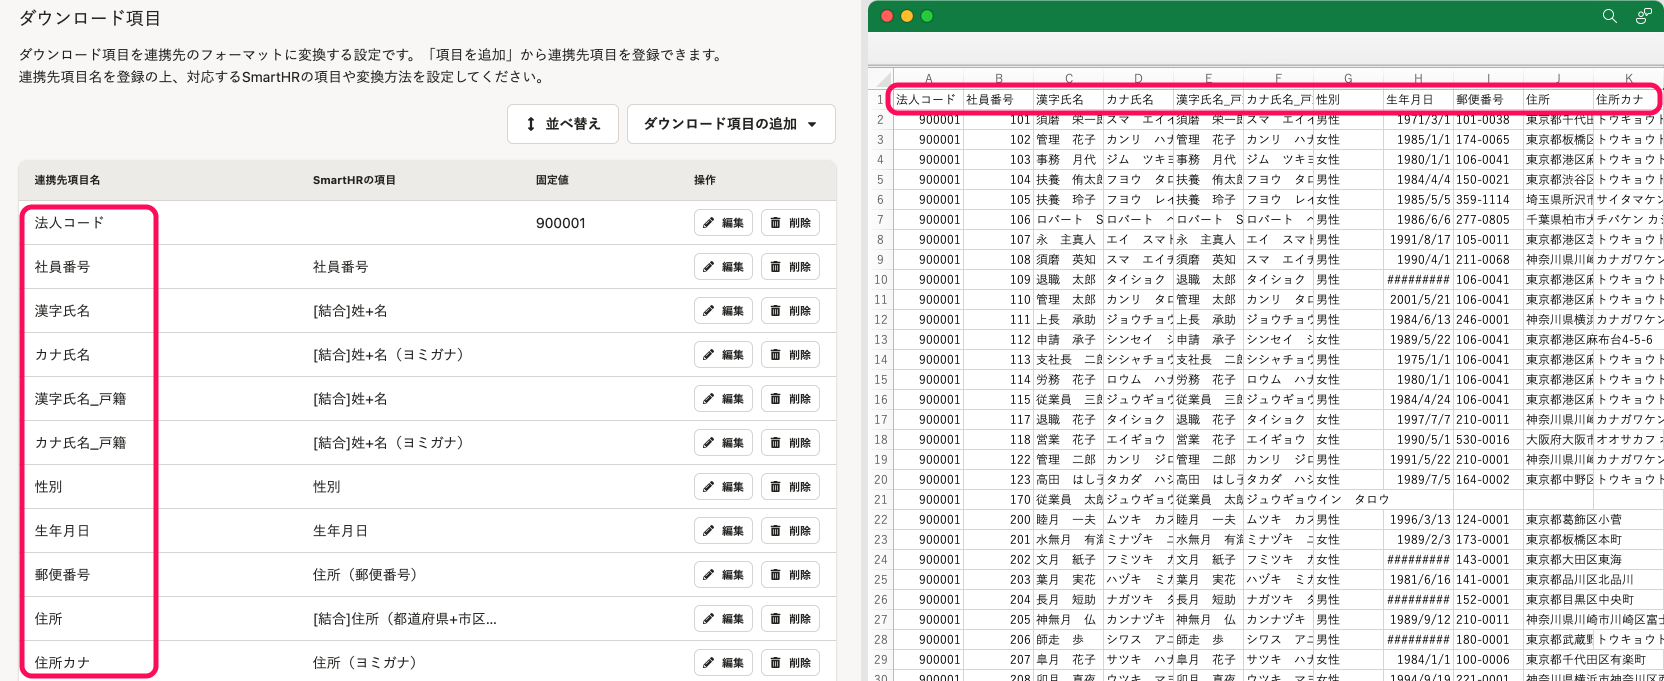 ダウンロード項目
ダウンロード項目を連携先のフォーマットに変換する設定です。「項目を追加」から連携先項目を登録できます。
連携先項目名を登録の上、対応するSmartHRの項目や変換方法を設定してください。
並べ替え ダウンロード項目の追加
連携先項目名 SmartHRの項目 固定値 操作
法人コード 900001 編集 削除
社員番号 社員番号 編集 削除
漢字氏名 [結合]姓+名 編集 削除
カナ氏名 [結合]姓+名（ヨミガナ） 編集 削除
漢字氏名_戸籍 [結合]姓+名 編集 削除
カナ氏名_戸籍 [結合]姓+名（ヨミガナ） 編集 削除
性別 性別 編集 削除
生年月日 生年月日 編集 削除
郵便番号 住所（郵便番号） 編集 削除
住所 [結合]住所（都道府県+市区... 編集 削除
住所カナ 住所（ヨミガナ） 編集 削除
A B C D E F G H I J K
1 法人コード 社員番号 漢字氏名 カナ氏名 漢字氏名_戸 カナ氏名_戸 性別 生年月日 郵便番号 住所 住所カナ
2 900001 101 須磨 栄一郎 スマ エイイ 須磨 栄一郎 スマ エイイ 男性 1971/3/1 101-0038 東京都千代田 トウキョウト
3 900001 102 管理 花子 カンリ ハナ 管理 花子 カンリ ハナ 女性 1985/1/1 174-0065 東京都板橋区 トウキョウト
4 900001 103 事務 月代 ジム ツキヨ 事務 月代 ジム ツキヨ 女性 1980/1/1 106-0041 東京都港区麻 トウキョウト
5 900001 104 扶養 侑太郎 フヨウ タロ 扶養 侑太郎 フヨウ タロ 男性 1984/4/4 150-0021 東京都渋谷区 トウキョウト
6 900001 105 扶養 玲子 フヨウ レイ 扶養 玲子 フヨウ レイ 女性 1985/5/5 359-1114 埼玉県所沢市 サイタマケン
7 900001 106 ロバート S ロバート ヘ ロバート S ロバート ヘ 男性 1986/6/6 277-0805 千葉県柏市大 チバケン カシ
8 900001 107 永 主真人 エイ スマト 永 主真人 エイ スマト 男性 1991/8/17 105-0011 東京都港区芝 トウキョウト
9 900001 108 須磨 英知 スマ エイチ 須磨 英知 スマ エイチ 男性 1990/4/1 211-0068 神奈川県川崎 カナガワケン
10 900001 109 退職 太郎 タイショク 退職 太郎 タイショク 男性 ######### 106-0041 東京都港区麻 トウキョウト
11 900001 110 管理 太郎 カンリ タロ 管理 太郎 カンリ タロ 男性 2001/5/21 106-0041 東京都港区麻 トウキョウト
12 900001 111 上長 承助 ジョウチョウ 上長 承助 ジョウチョウ 男性 1984/6/13 246-0001 神奈川県横浜 カナガワケン
13 900001 112 申請 承子 シンセイ シ 申請 承子 シンセイ シ 女性 1989/5/22 106-0041 東京都港区麻布台4-5-6
14 900001 113 支社長 二郎 シシャチョウ 支社長 二郎 シシャチョウ 男性 1975/1/1 106-0041 東京都港区麻 トウキョウト
15 900001 114 労務 花子 ロウム ハナ 労務 花子 ロウム ハナ 女性 1980/1/1 106-0041 東京都港区麻 トウキョウト
16 900001 115 従業員 三郎 ジュウギョウ 従業員 三郎 ジュウギョウ 男性 1984/4/24 106-0041 東京都港区麻 トウキョウト
17 900001 117 退職 花子 タイショク 退職 花子 タイショク 女性 1997/7/7 210-0011 神奈川県川崎 カナガワケン
18 900001 118 営業 花子 エイギョウ 営業 花子 エイギョウ 女性 1990/5/1 530-0016 大阪府大阪市 オオサカフ オ
19 900001 122 管理 二郎 カンリ ジロ 管理 二郎 カンリ ジロ 男性 1991/5/22 210-0001 神奈川県川崎 カナガワケン
20 900001 123 高田 はし子 タカダ ハシ 高田 はし子 タカダ ハシ 女性 1989/7/5 164-0002 東京都中野区 トウキョウト
21 900001 170 従業員 太郎 ジュウギョウ 従業員 太郎 ジュウギョウイン タロウ
22 900001 200 睦月 一夫 ムツキ カズ 睦月 一夫 ムツキ カズ 男性 1996/3/13 124-0001 東京都葛飾区小菅
23 900001 201 水無月 有海 ミナヅキ ユ 水無月 有海 ミナヅキ ユ 女性 1989/2/3 173-0001 東京都板橋区本町
24 900001 202 文月 紙子 フミツキ カ 文月 紙子 フミツキ カ 女性 ######### 143-0001 東京都大田区東海
25 900001 203 葉月 実花 ハヅキ ミカ 葉月 実花 ハヅキ ミカ 女性 1981/6/16 141-0001 東京都品川区北品川
26 900001 204 長月 短助 ナガツキ タ 長月 短助 ナガツキ タ 男性 ######### 152-0001 東京都目黒区中央町
27 900001 205 神無月 仏 カンナヅキ 神無月 仏 カンナヅキ 男性 1989/9/12 210-0011 神奈川県川崎市川崎区富士
28 900001 206 師走 歩 シワス アユ 師走 歩 シワス アユ 男性 ######### 180-0001 東京都武蔵野 トウキョウト
29 900001 207 皐月 花子 サツキ ハナ 皐月 花子 サツキ ハナ 女性 1984/1/1 100-0006 東京都千代田区有楽町
30 900001 208 卯月 真夜 ウツキ マヨ 卯月 真夜 ウツキ マヨ 女性 1994/9/19 221-0001 神奈川県横浜市神奈川区西